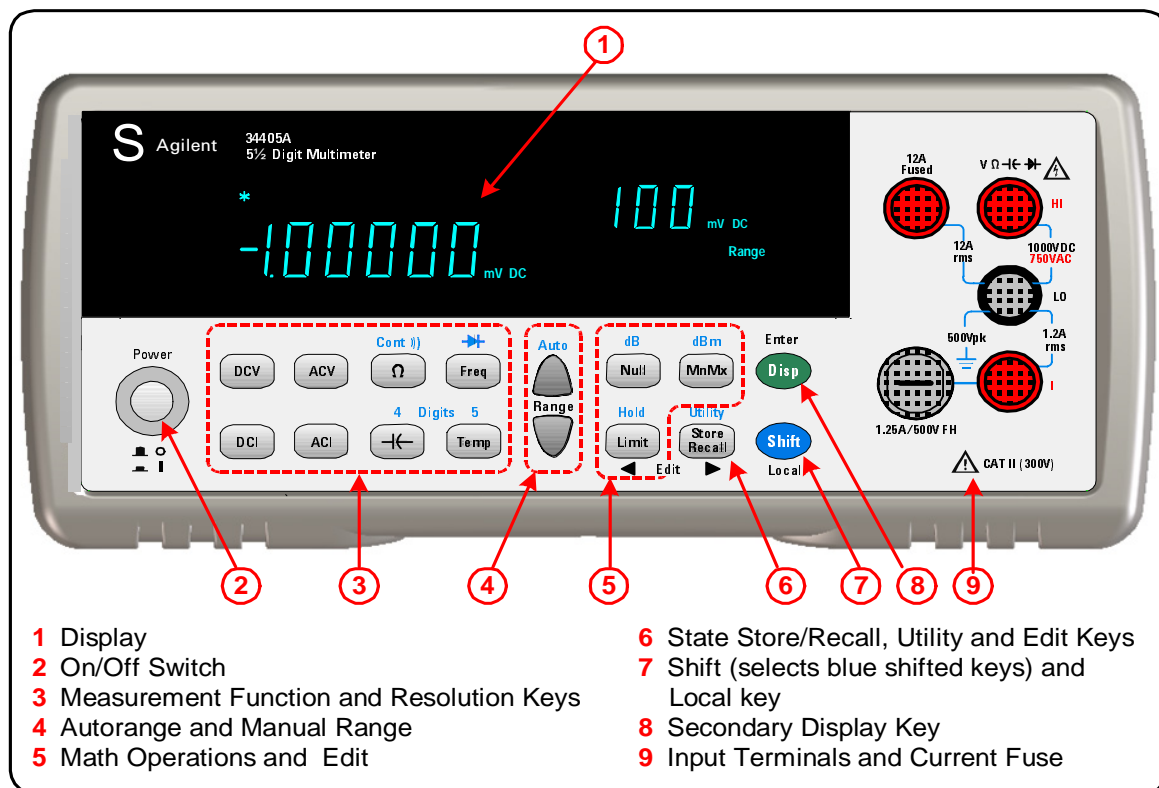 1
S Agilent
34405A
5½ Digit Multimeter
*
-1.00000 mV DC
100 mV DC
Range
12A
Fused
V Ω
HI
12A
rms
1000VDC
750VAC
LO
500Vpk
1.2A
rms
I
1.25A/500V FH
CAT II (300V)
Power
Cont
DCV
ACV
Ω
Freq
4 Digits 5
DCI
ACI
Temp
Auto
Range
dB
dBm
Null
MnMx
Hold
Utility
Limit
Store
Recall
Edit
Enter
Disp
Shift
Local
2
3
4
5
6
7
8
9
1 Display
2 On/Off Switch
3 Measurement Function and Resolution Keys
4 Autorange and Manual Range
5 Math Operations and Edit
6 State Store/Recall, Utility and Edit Keys
7 Shift (selects blue shifted keys) and
Local key
8 Secondary Display Key
9 Input Terminals and Current Fuse